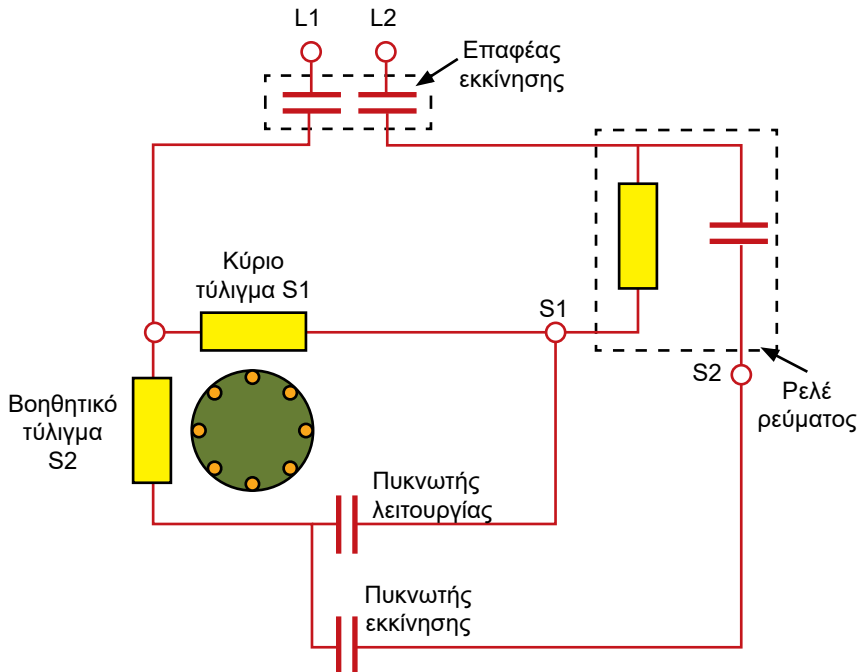 L1 L2
Επαφέας
εκκίνησης
Κύριο
τύλιγμα S1
S1
S2
Ρελέ
ρεύματος
Βοηθητικό
τύλιγμα
S2
Πυκνωτής
λειτουργίας
Πυκνωτής
εκκίνησης